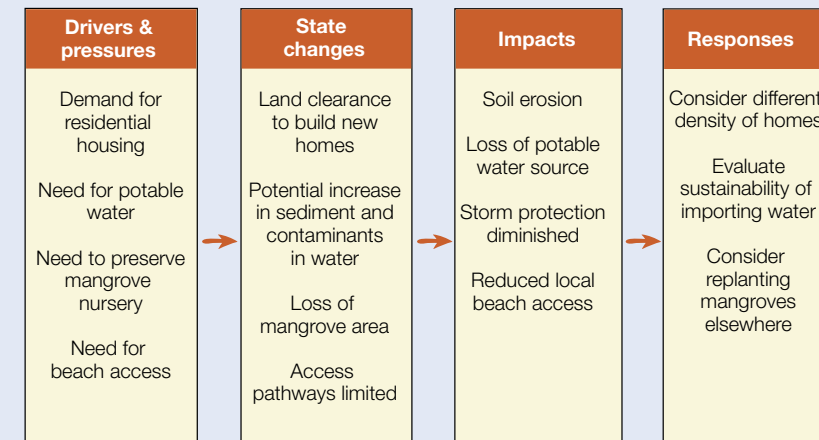 Drivers &
pressures
Demand for
residential
housing
Need for potable
water
Need to preserve
mangrove
nursery
Need for
beach access
State
changes
Land clearance
to build new
homes
Potential increase
in sediment and
contaminants
in water
Loss of
mangrove area
Access
pathways limited
Impacts
Soil erosion
Loss of potable
water source
Storm protection
diminished
Reduced local
beach access
Responses
Consider different
density of homes
Evaluate
sustainability of
importing water
Consider
replanting
mangroves
elsewhere